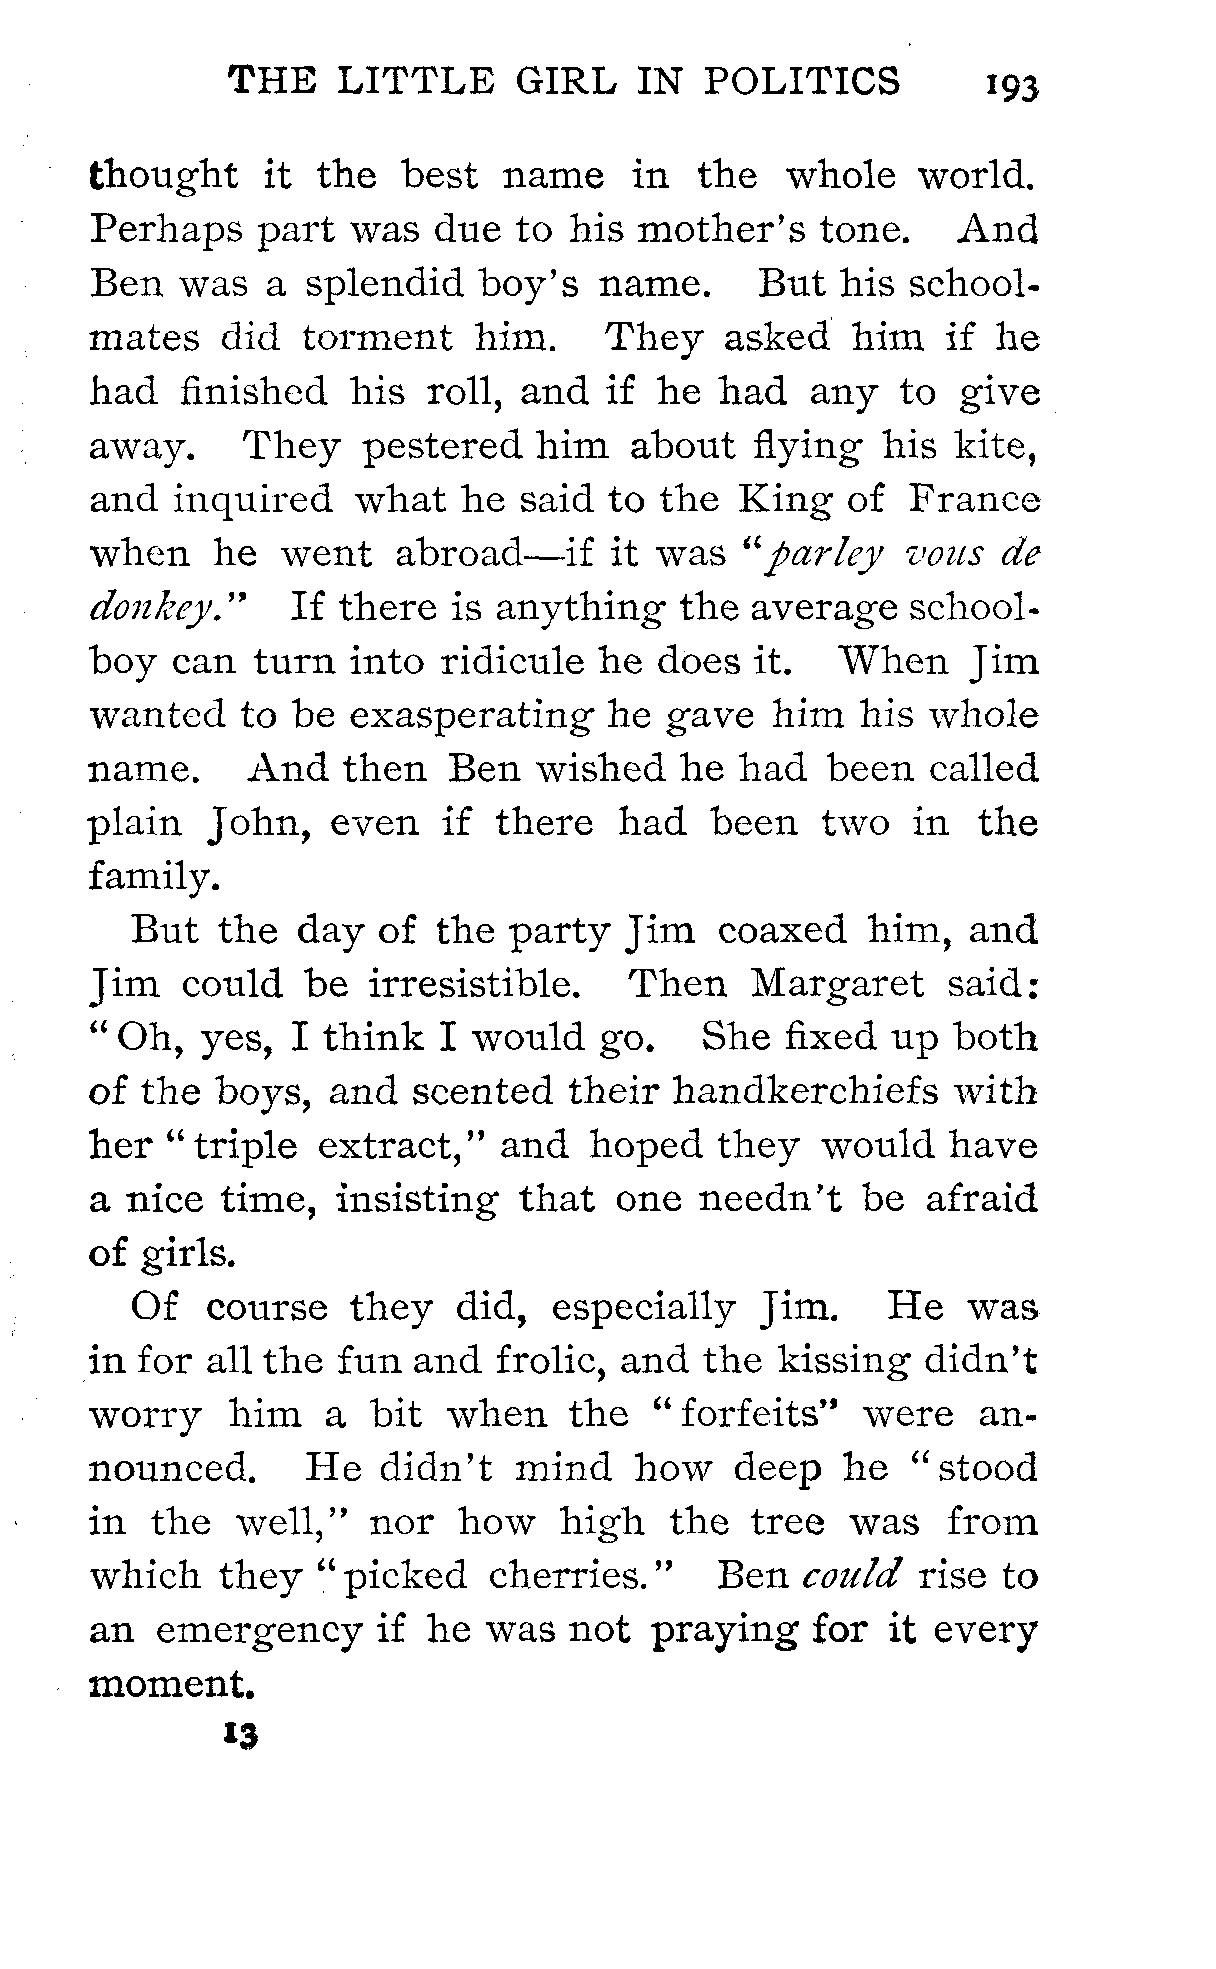 THE LITTLE GIRL IN POLITICS 193
thought it the best name in the whole world.
Perhaps part was due to his mother's tone. And
Ben was a splendid boy's name. But his school-
mates did torment him. They asked him if he
had finished his roll, and if he had any to give
away. They pestered him about flying his kite,
and inquired what he said to the King of France
when he went abroad—if it was "parley vous de
donkey." If there is anything the average school-
boy can turn into ridicule he does it. When Jim
wanted to be exasperating he gave him his whole
name. And then Ben wished he had been called
plain John, even if there had been two in the
family.
But the day of the party Jim coaxed him, and
Jim could be irresistible. Then Margaret said:
"Oh, yes, I think I would go. She fixed up both
of the boys, and scented their handkerchiefs with
her "triple extract," and hoped they would have
a nice time, insisting that one needn't be afraid
of girls.
Of course they did, especially Jim. He was
in for all the fun and frolic, and the kissing didn't
worry him a bit when the "forfeits" were an-
nounced. He didn't mind how deep he "stood
in the well," nor how high the tree was from
which they "picked cherries." Ben could rise to
an emergency if he was not praying for it every
moment.
13